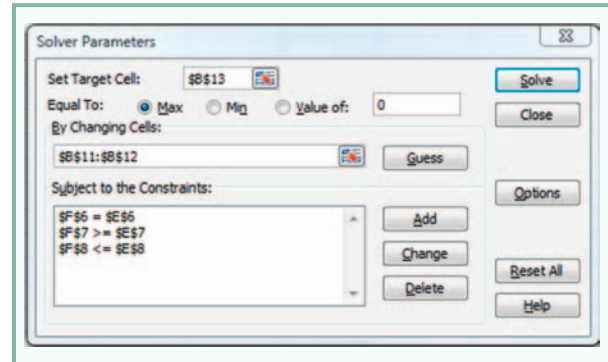 Solver Parameters
Set Target Cell: $B$13 Solve
Equal To: Max Min Value of: 0 Close
By Changing Cells:
$B$11:$B$12 Guess
Subject to the Constraints: Options
$F$6 = $E$6 Add
$F$7 >= $E$7 Change
$F$8 <= $E$8
Reset All
Delete
Help